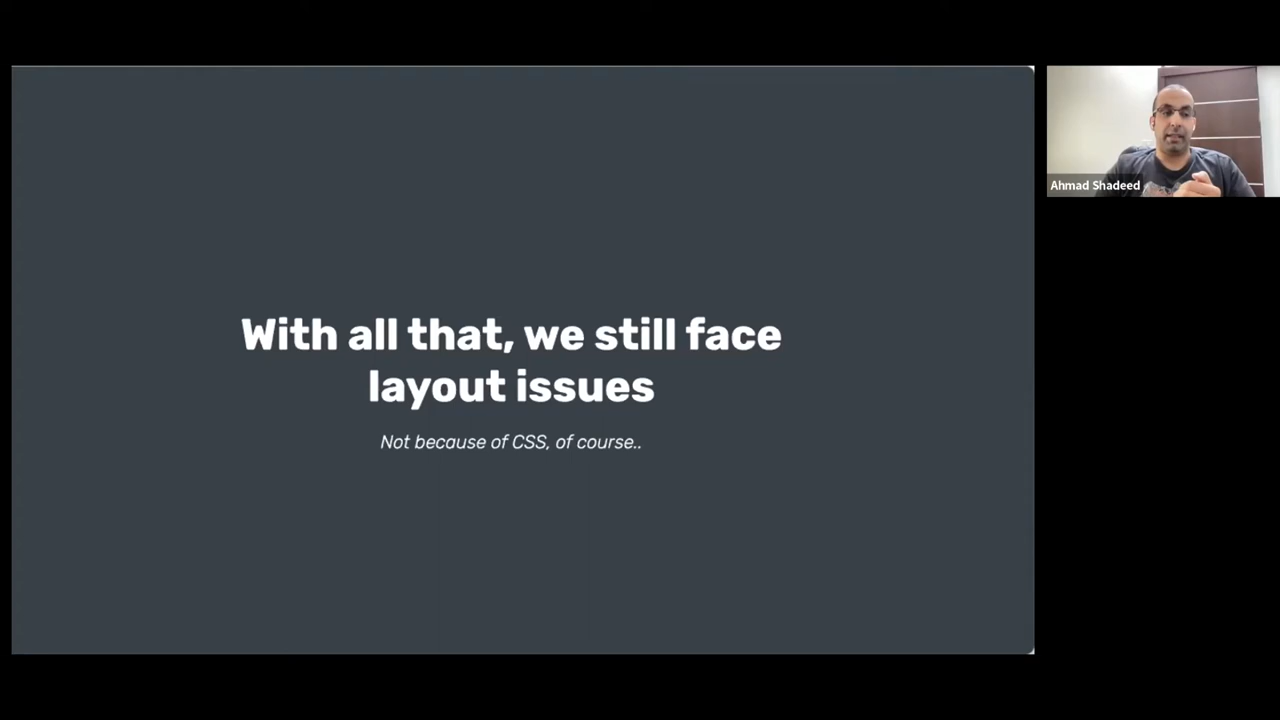 With all that, we still face
layout issues
Not because of CSS, of course..
Ahmad Shadeed